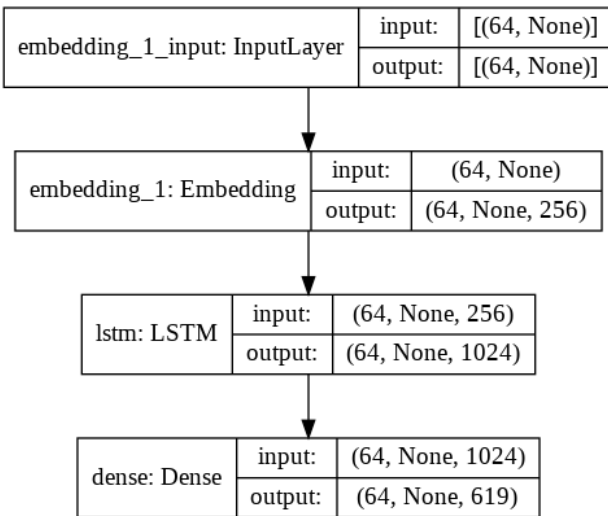 embedding_1_input: InputLayer
input: [(64, None)]
output: [(64, None)]
embedding_1: Embedding
input: (64, None)
output: (64, None, 256)
lstm: LSTM
input: (64, None, 256)
output: (64, None, 1024)
dense: Dense
input: (64, None, 1024)
output: (64, None, 619)